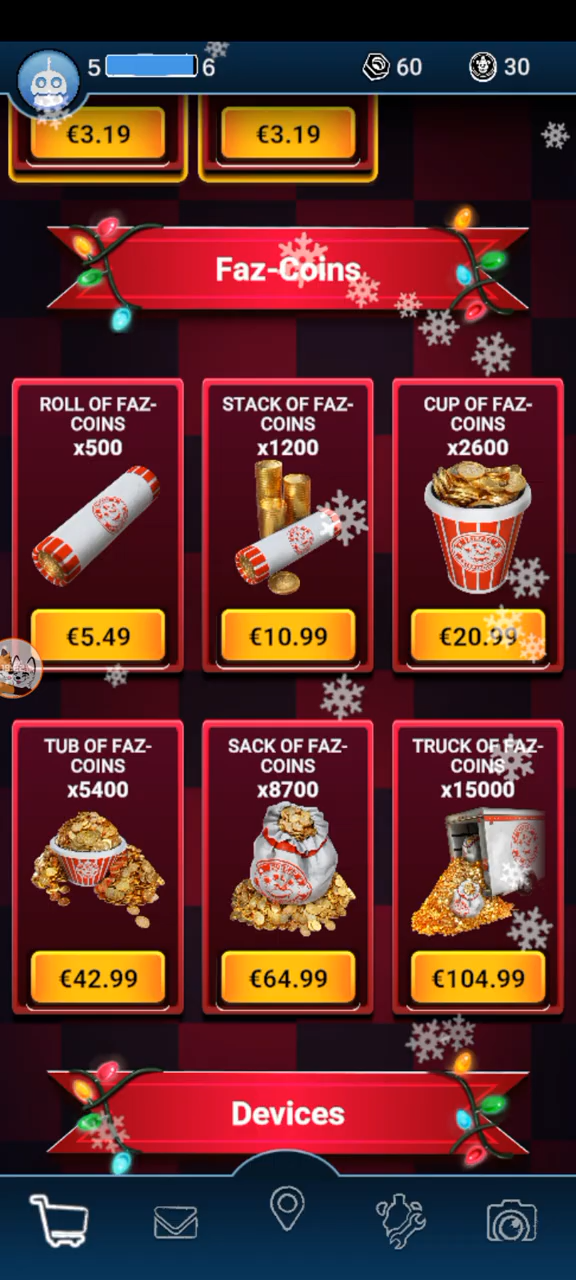 5 6 60 30
€3.19 €3.19
Faz-Coins
ROLL OF FAZ-
COINS
x500
€5.49
STACK OF FAZ-
COINS
x1200
€10.99
CUP OF FAZ-
COINS
x2600
€20.99
TUB OF FAZ-
COINS
x5400
€42.99
SACK OF FAZ-
COINS
x8700
€64.99
TRUCK OF FAZ-
COINS
x15000
€104.99
Devices